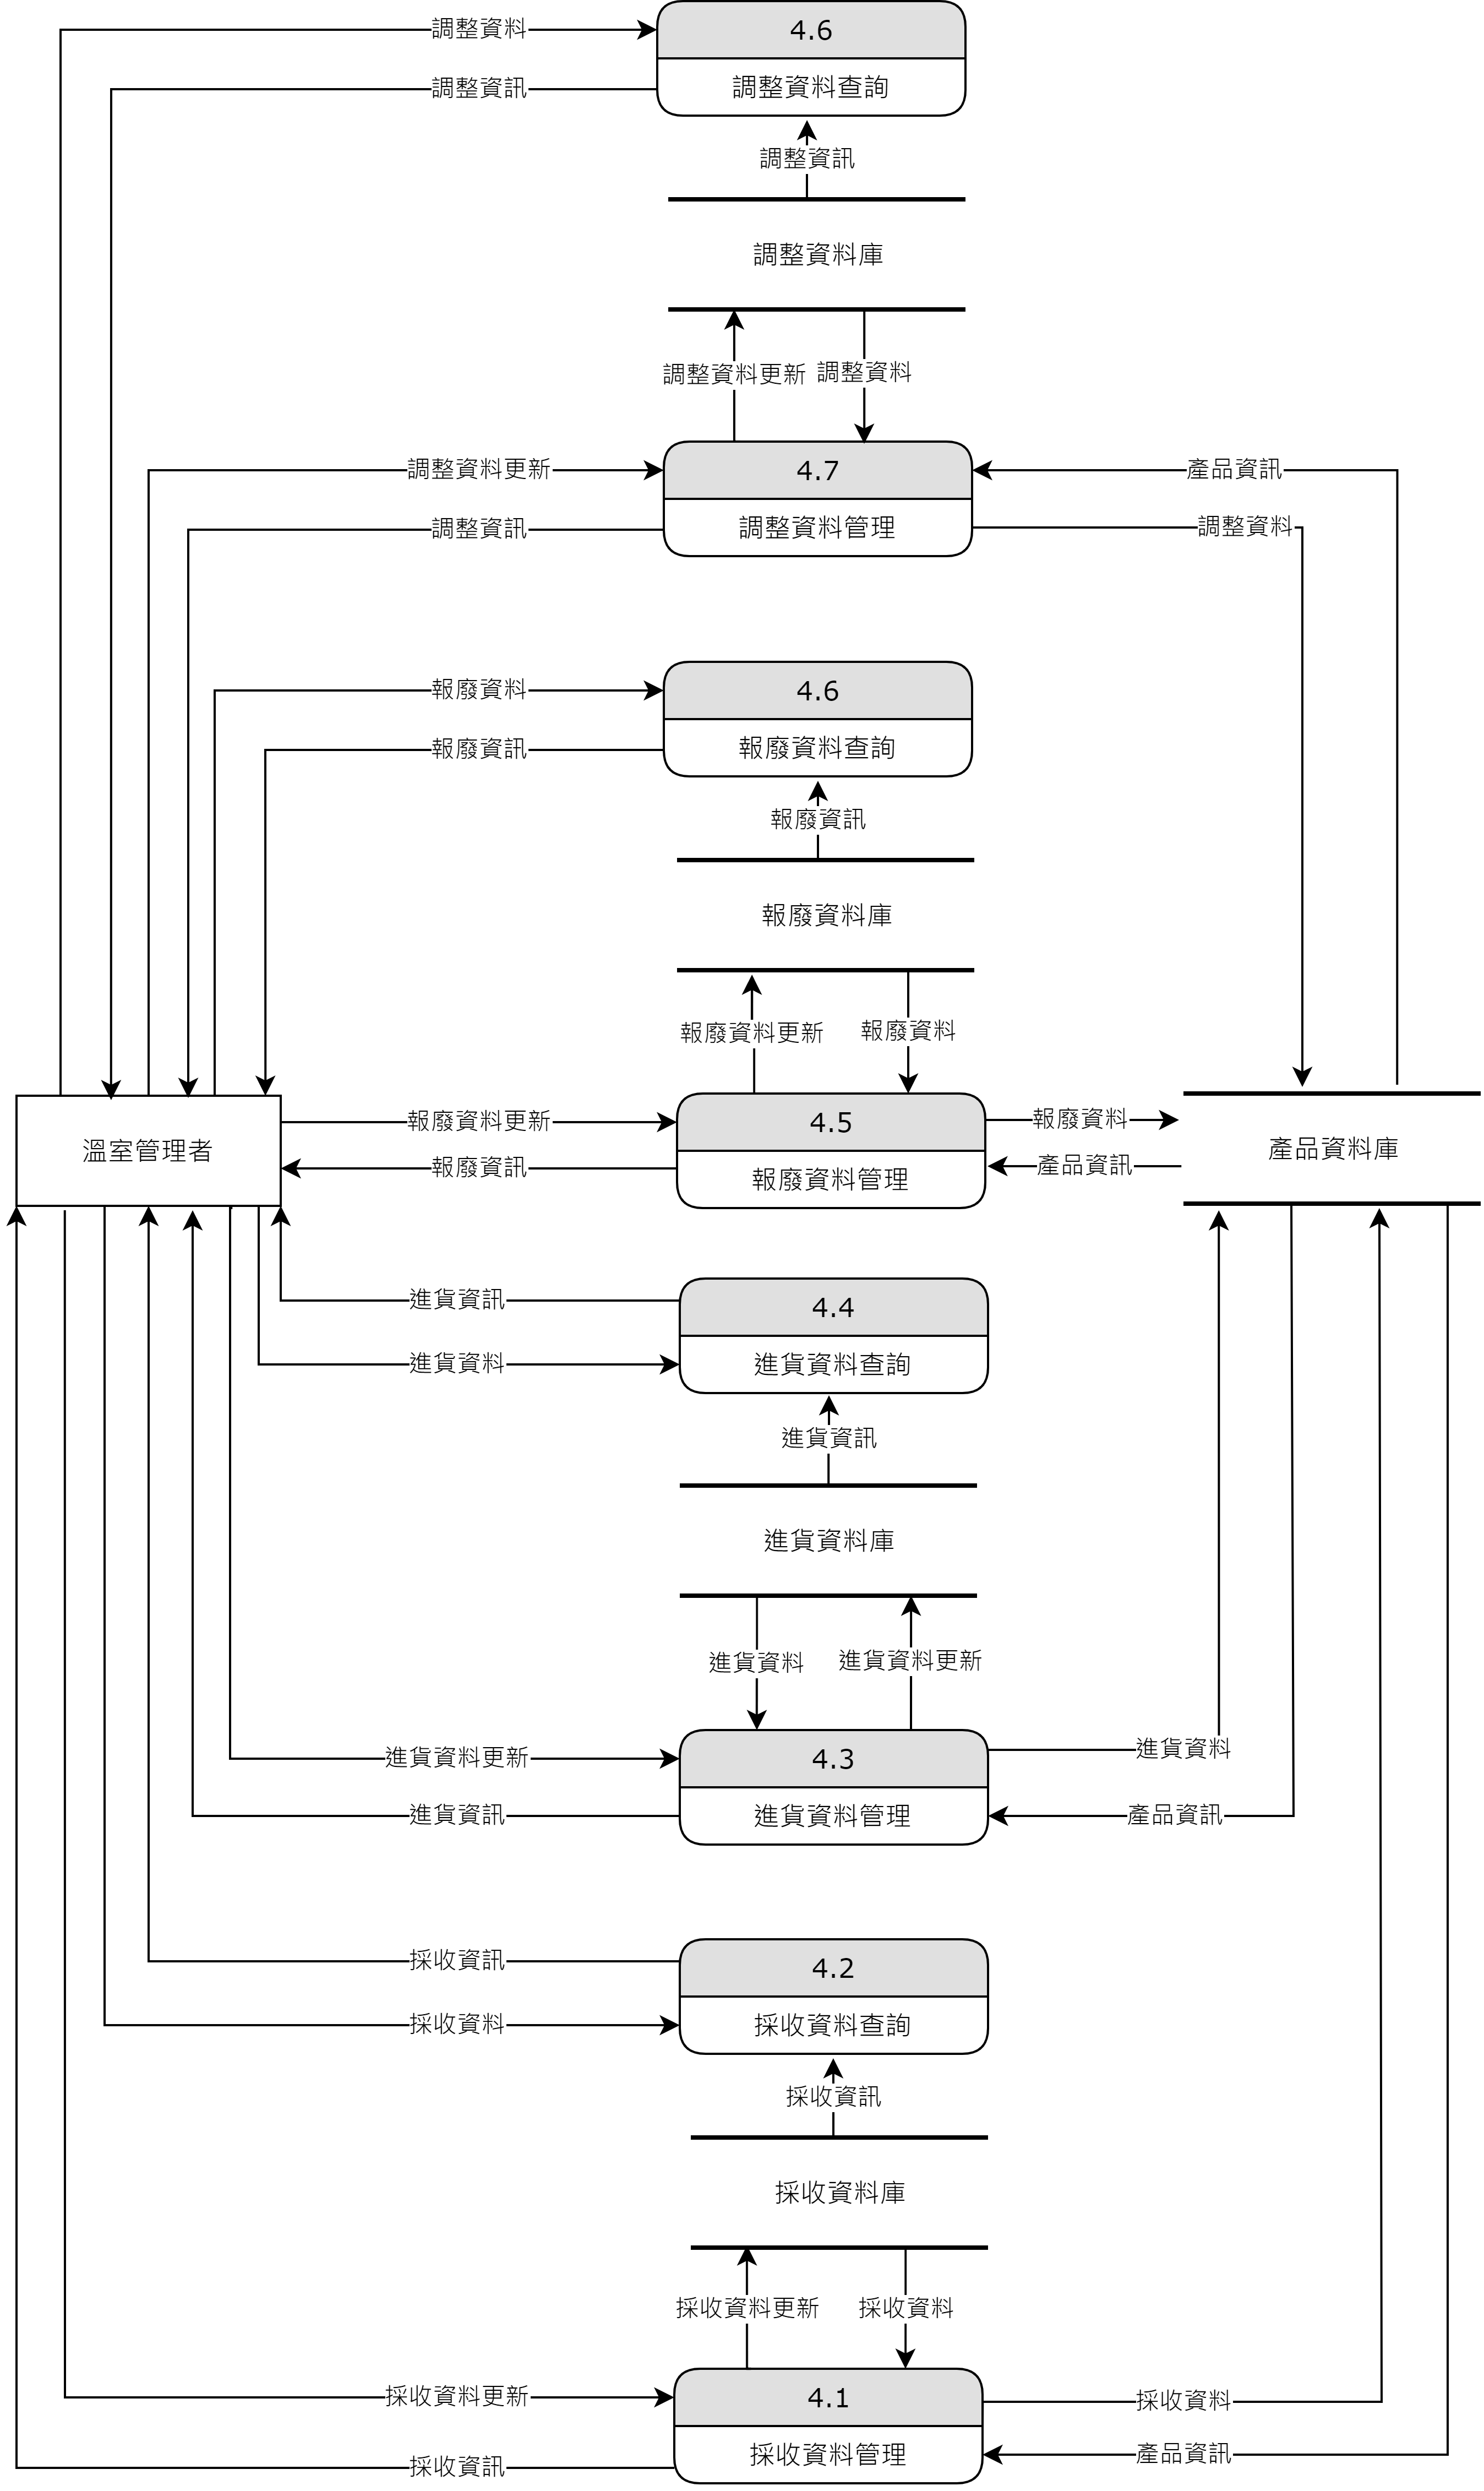 調整資料
4.6
調整資訊
調整資料查詢
調整資訊
調整資料庫
調整資料更新
調整資料
調整資料更新
4.7
產品資訊
調整資訊
調整資料管理
調整資料
報廢資料
4.6
報廢資訊
報廢資料查詢
報廢資訊
報廢資料庫
報廢資料更新
報廢資料
溫室管理者
報廢資料更新
4.5
報廢資料
產品資料庫
報廢資訊
報廢資料管理
產品資訊
進貨資訊
4.4
進貨資料
進貨資料查詢
進貨資訊
進貨資料庫
進貨資料
進貨資料更新
進貨資料更新
4.3
進貨資料
進貨資訊
進貨資料管理
產品資訊
採收資訊
4.2
採收資料
採收資料查詢
採收資訊
採收資料庫
採收資料更新
採收資料
採收資料更新
4.1
採收資料
採收資訊
採收資料管理
產品資訊